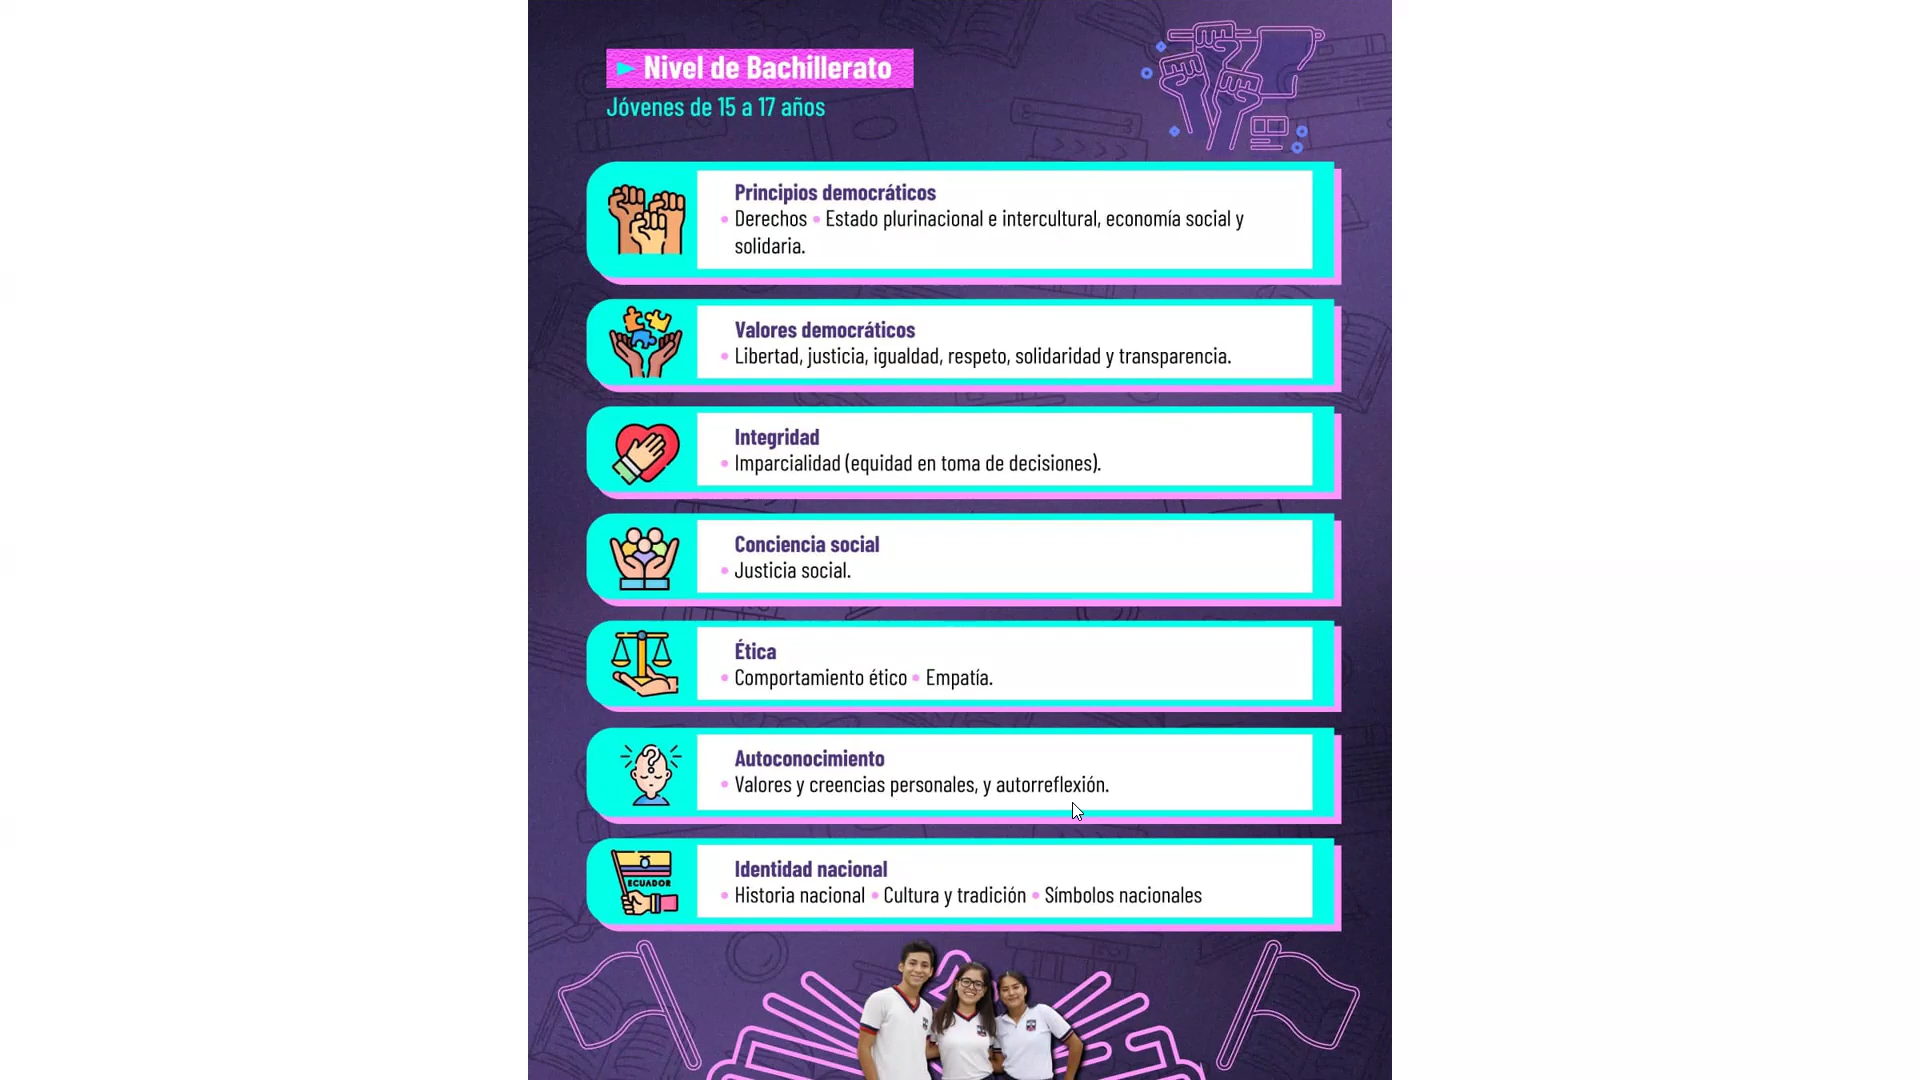 Nivel de Bachillerato
Jóvenes de 15 a 17 años
Principios democráticos
• Derechos • Estado plurinacional e intercultural, economía social y
solidaria.
Valores democráticos
• Libertad, justicia, igualdad, respeto, solidaridad y transparencia.
Integridad
• Imparcialidad (equidad en toma de decisiones).
Conciencia social
• Justicia social.
Ética
• Comportamiento ético • Empatía.
Autoconocimiento
• Valores y creencias personales, y autorreflexión.
ECUADOR
Identidad nacional
• Historia nacional • Cultura y tradición • Símbolos nacionales